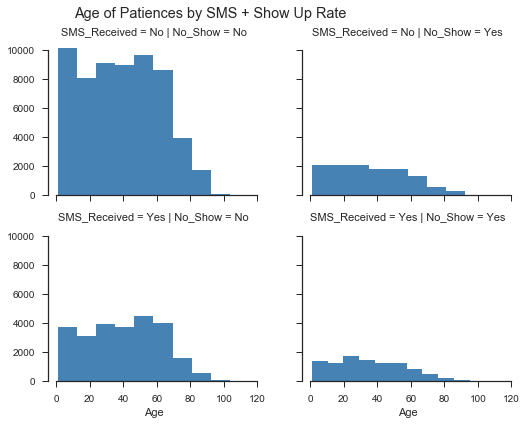 Age of Patiences by SMS + Show Up Rate
SMS_Received = No | No_Show = No
SMS_Received = No | No_Show = Yes
10000
8000
6000
4000
2000
0
SMS_Received = Yes | No_Show = No
SMS_Received = Yes | No_Show = Yes
10000
8000
6000
4000
2000
0
0 20 40 60 80 100 120
0 20 40 60 80 100 120
Age
Age